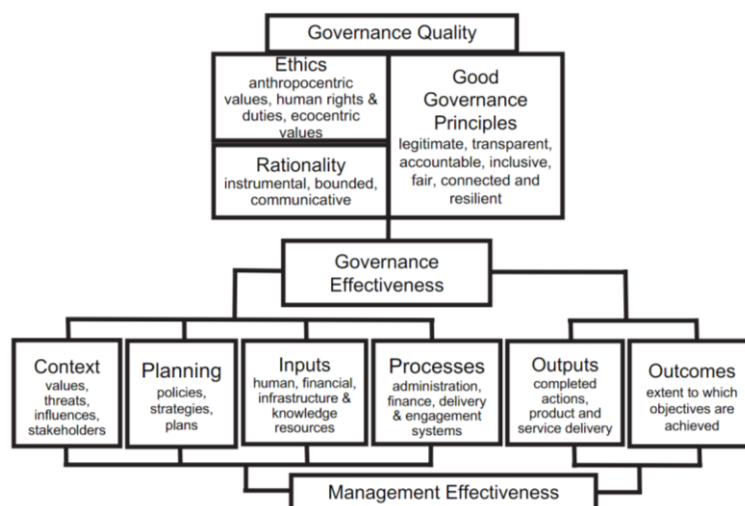 Governance Quality
Ethics
anthropocentric
values, human rights &
duties, ecocentric
values
Rationality
instrumental, bounded,
communicative
Good
Governance
Principles
legitimate, transparent,
accountable, inclusive,
fair, connected and
resilient
Governance
Effectiveness
Context
values,
threats,
influences,
stakeholders
Planning
policies,
strategies,
plans
Inputs
human, financial,
infrastructure &
knowledge
resources
Processes
administration,
finance, delivery
& engagement
systems
Outputs
completed
actions,
product and
service delivery
Outcomes
extent to which
objectives are
achieved
Management Effectiveness